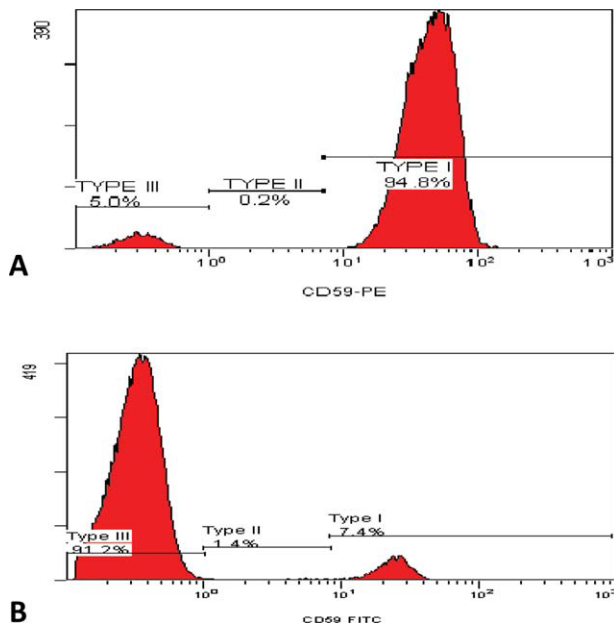 390
–TYPE III
5.0%
TYPE II
0.2%
TYPE I
94.8%
10⁰ 10¹ 10² 10³
CD59-PE
A
419
Type III
91.2%
Type II
1.4%
Type I
7.4%
10⁰ 10¹ 10² 10³
CD59 FITC
B